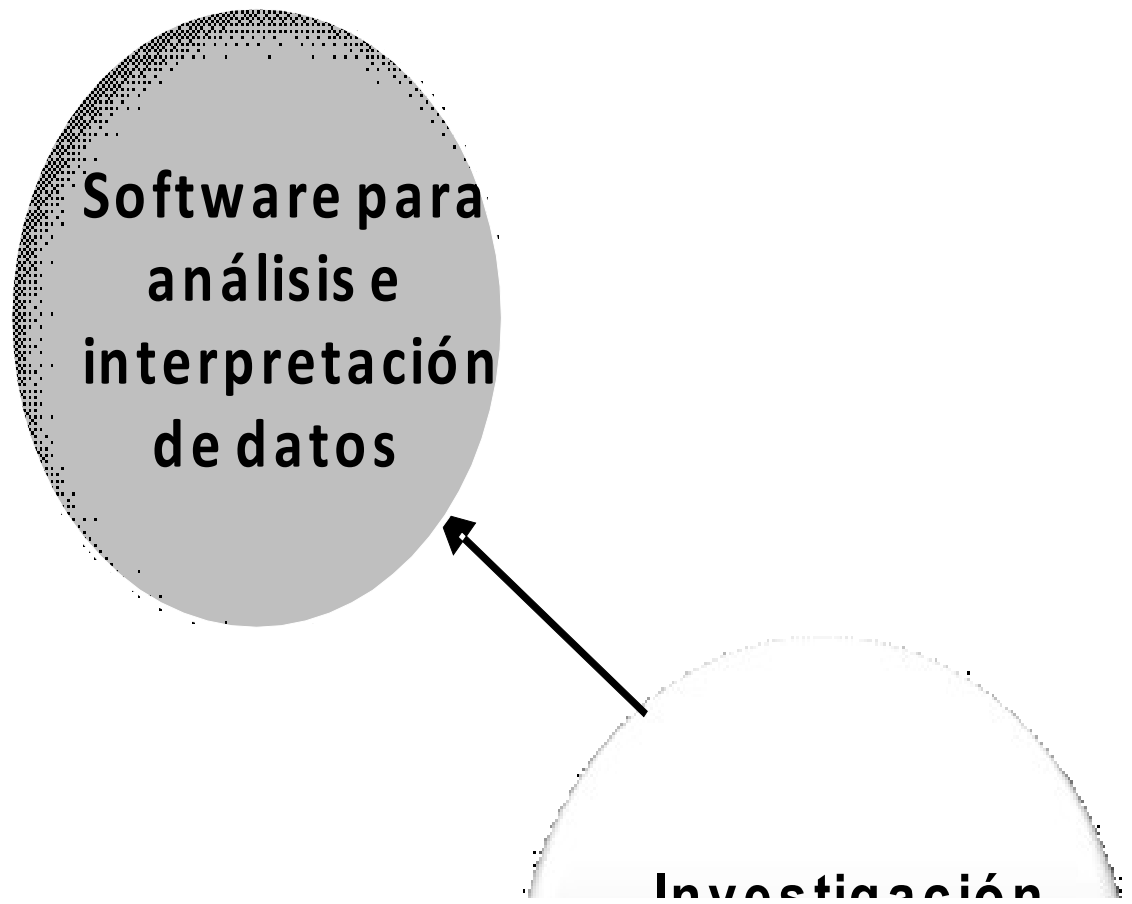 Software para
análisis e
interpretación
de datos
Investigación